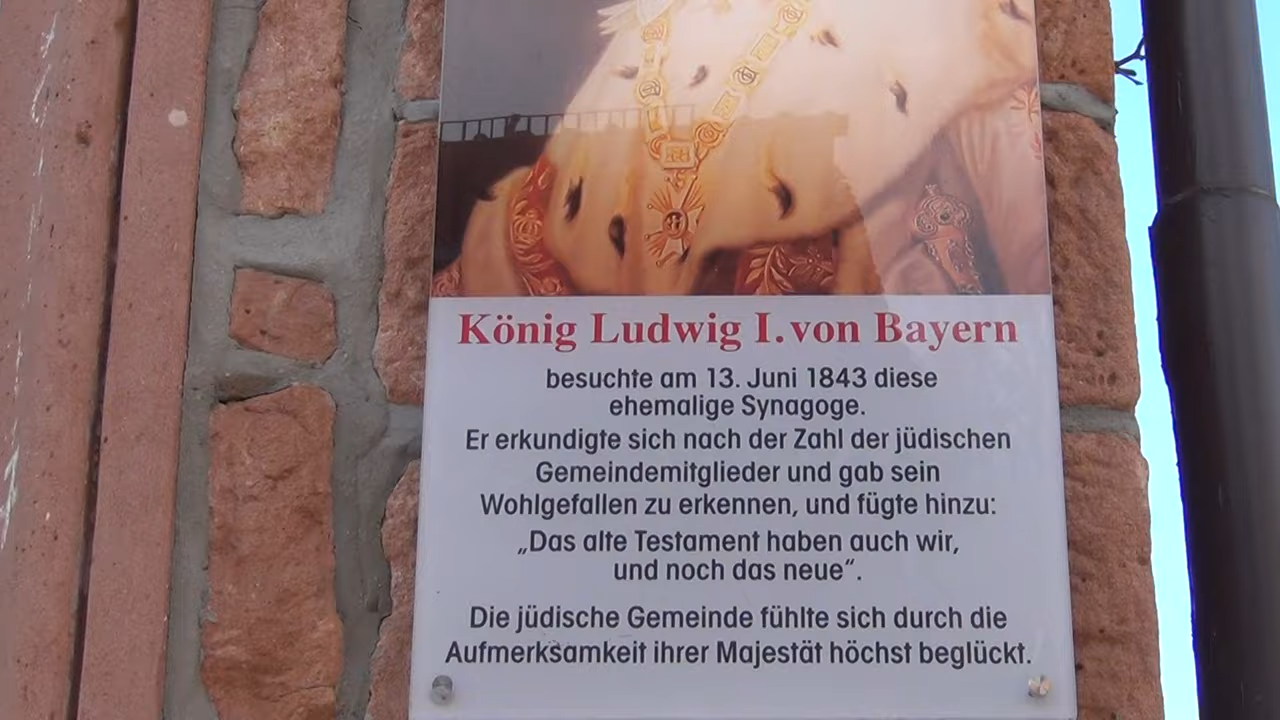 König Ludwig I. von Bayern
besuchte am 13. Juni 1843 diese
ehemalige Synagoge.
Er erkundigte sich nach der Zahl der jüdischen
Gemeindemitglieder und gab sein
Wohlgefallen zu erkennen, und fügte hinzu:
„Das alte Testament haben auch wir,
und noch das neue“.
Die jüdische Gemeinde fühlte sich durch die
Aufmerksamkeit ihrer Majestät höchst beglückt.